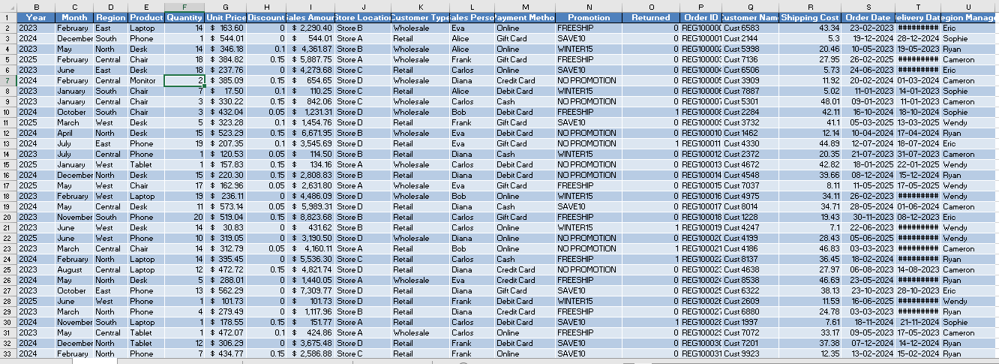 B C D E F G H I J K L M N O P Q R S T U
1 Year Month Region Product Quantity Unit Price Discount ales Amour tore Location ustomer Type ales Perso ayment Metho Promotion Returned Order ID ustomer Nam Shipping Cost Order Date elivery Dat egion Manage
2 2023 February East Laptop 14 $ 163.60 0 $ 2,290.40 Store B Wholesale Eva Online FREESHIP 0 REG100000 Cust 6583 43.34 23-02-2023 ######### Eric
3 2024 December South Phone 1 $ 544.01 0 $ 544.01 Store D Retail Alice Gift Card SAVE10 0 REG100001 Cust 2144 5.3 19-12-2024 28-12-2024 Sophie
4 2023 May North Desk 14 $ 346.18 0.1 $ 4,361.87 Store B Wholesale Alice Online WINTER15 0 REG100002 Cust 5998 20.46 10-05-2023 19-05-2023 Ryan
5 2025 February Central Chair 18 $ 384.82 0.15 $ 5,887.75 Store A Wholesale Frank Gift Card FREESHIP 0 REG100003 Cust 7136 27.95 26-02-2025 ######### Cameron
6 2023 June East Desk 18 $ 237.76 0 $ 4,279.68 Store C Retail Carlos Online SAVE10 0 REG100004 Cust 6506 5.73 24-06-2023 ######### Eric
7 2024 February Central Monitor 2 $ 385.09 0.15 $ 654.65 Store D Wholesale Diana Credit Card NO PROMOTION 0 REG100005 Cust 3909 11.92 20-02-2024 01-03-2024 Cameron
8 2023 January South Chair 7 $ 17.50 0.1 $ 110.25 Store C Retail Alice Debit Card WINTER15 0 REG100006 Cust 7887 5.02 11-01-2023 14-01-2023 Sophie
9 2023 January Central Chair 3 $ 330.22 0.15 $ 842.06 Store C Wholesale Carlos Cash NO PROMOTION 0 REG100007 Cust 5301 48.01 09-01-2023 11-01-2023 Cameron
10 2024 October South Chair 3 $ 432.04 0.05 $ 1,231.31 Store D Wholesale Bob Debit Card FREESHIP 1 REG100008 Cust 2284 42.11 16-10-2024 18-10-2024 Sophie
11 2025 March West Desk 5 $ 323.28 0.1 $ 1,454.76 Store D Retail Frank Gift Card SAVE10 0 REG100009 Cust 3732 41.1 05-03-2025 13-03-2025 Wendy
12 2024 April North Desk 15 $ 523.29 0.15 $ 6,671.95 Store B Wholesale Eva Debit Card NO PROMOTION 0 REG100010 Cust 1462 12.14 10-04-2024 17-04-2024 Ryan
13 2024 July East Phone 19 $ 207.35 0.1 $ 3,545.69 Store D Retail Eva Gift Card NO PROMOTION 1 REG100011 Cust 4330 44.89 12-07-2024 18-07-2024 Eric
14 2023 July Central Phone 1 $ 120.53 0.05 $ 114.50 Store B Retail Diana Cash WINTER15 0 REG100012 Cust 2372 20.35 21-07-2023 31-07-2023 Cameron
15 2025 January West Tablet 1 $ 157.83 0.15 $ 134.16 Store A Wholesale Carlos Debit Card NO PROMOTION 0 REG100013 Cust 4672 42.82 18-01-2025 22-01-2025 Wendy
16 2024 December North Desk 15 $ 220.30 0.15 $ 2,808.83 Store B Retail Diana Debit Card NO PROMOTION 0 REG100014 Cust 4548 39.66 08-12-2024 15-12-2024 Ryan
17 2025 May West Chair 17 $ 162.96 0.05 $ 2,631.80 Store A Wholesale Eva Gift Card FREESHIP 0 REG100015 Cust 7037 8.11 11-05-2025 17-05-2025 Wendy
18 2023 February West Laptop 19 $ 236.11 0 $ 4,486.09 Store D Wholesale Bob Online WINTER15 0 REG100016 Cust 4975 34.11 26-02-2023 ######### Wendy
19 2024 May Central Desk 11 $ 573.14 0.05 $ 5,989.31 Store D Retail Diana Cash SAVE10 0 REG100017 Cust 8014 34.71 28-05-2024 01-06-2024 Cameron
20 2023 November South Phone 20 $ 519.04 0.15 $ 8,823.68 Store B Retail Carlos Gift Card FREESHIP 0 REG100018 Cust 1228 19.43 30-11-2023 08-12-2023 Eric
21 2023 June West Desk 14 $ 30.83 0 $ 431.62 Store D Retail Carlos Online WINTER15 1 REG100019 Cust 4247 7.1 22-06-2023 ######### Wendy
22 2025 June West Phone 10 $ 319.05 0 $ 3,190.50 Store D Wholesale Diana Online NO PROMOTION 0 REG100020 Cust 4199 28.43 05-06-2025 ######### Wendy
23 2023 March Central Chair 14 $ 312.79 0.05 $ 4,160.11 Store A Retail Bob Online NO PROMOTION 1 REG100021 Cust 4186 46.83 03-03-2023 ######### Cameron
24 2024 February North Laptop 14 $ 395.45 0 $ 5,536.30 Store C Retail Carlos Cash FREESHIP 1 REG100022 Cust 8137 36.45 18-02-2024 ######### Ryan
25 2023 August Central Laptop 12 $ 472.72 0.15 $ 4,821.74 Store D Retail Diana Credit Card NO PROMOTION 0 REG100023 Cust 4638 27.97 06-08-2023 14-08-2023 Cameron
26 2024 May North Desk 5 $ 288.01 0 $ 1,440.05 Store A Wholesale Eva Credit Card FREESHIP 1 REG100024 Cust 8538 46.69 23-05-2024 ######### Ryan
27 2023 October East Phone 13 $ 562.29 0 $ 7,309.77 Store D Retail Diana Gift Card SAVE10 0 REG100025 Cust 6322 38.13 23-10-2023 28-10-2023 Eric
28 2025 June West Phone 1 $ 101.73 0 $ 101.73 Store D Retail Frank Debit Card WINTER15 0 REG100026 Cust 2609 11.59 16-06-2025 ######### Wendy
29 2023 March North Phone 4 $ 279.49 0 $ 1,117.96 Store B Retail Diana Credit Card FREESHIP 0 REG100027 Cust 6880 24.78 03-03-2023 ######### Ryan
30 2024 November South Laptop 1 $ 178.55 0.15 $ 151.77 Store A Retail Carlos Debit Card SAVE10 0 REG100028 Cust 1997 7.61 18-11-2024 21-11-2024 Sophie
31 2023 May Central Tablet 1 $ 472.07 0.1 $ 424.86 Store A Wholesale Carlos Online FREESHIP 0 REG100029 Cust 7072 33.17 09-05-2023 17-05-2023 Cameron
32 2024 December North Tablet 12 $ 306.29 0 $ 3,675.48 Store D Wholesale Frank Debit Card SAVE10 0 REG100030 Cust 7201 37.38 07-12-2024 14-12-2024 Ryan
33 2024 February North Phone 7 $ 434.77 0.15 $ 2,586.88 Store C Retail Frank Online SAVE10 0 REG100031 Cust 9923 12.35 13-02-2024 15-02-2024 Ryan